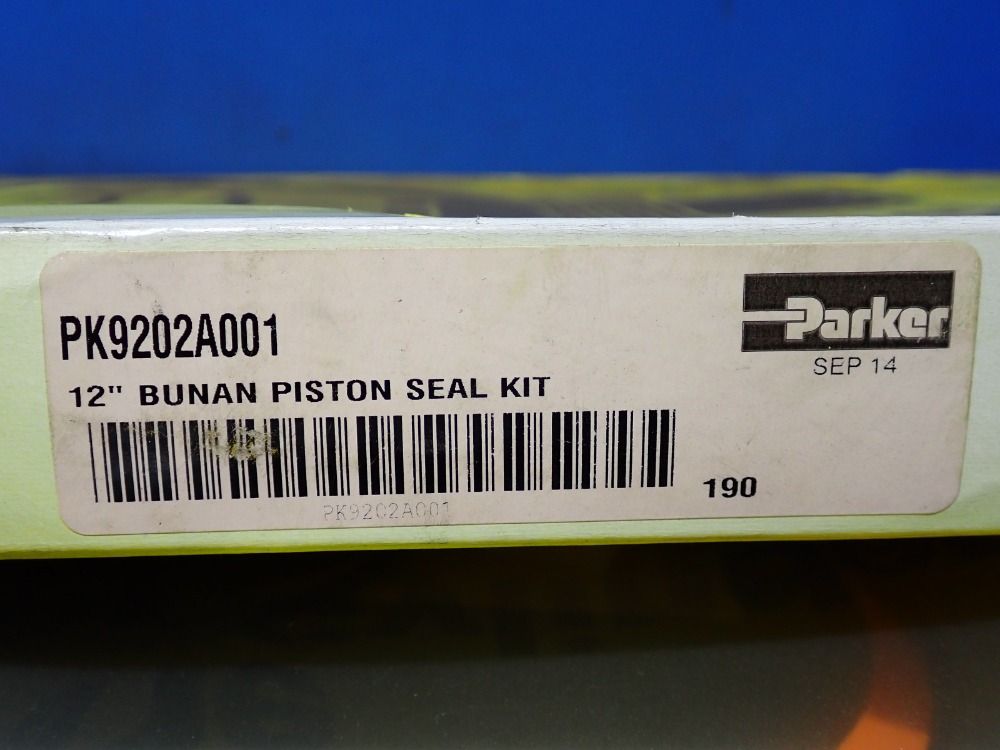 Parker
SEP 14
PK9202A001
12" BUNAN PISTON SEAL KIT
PK9202A001
190